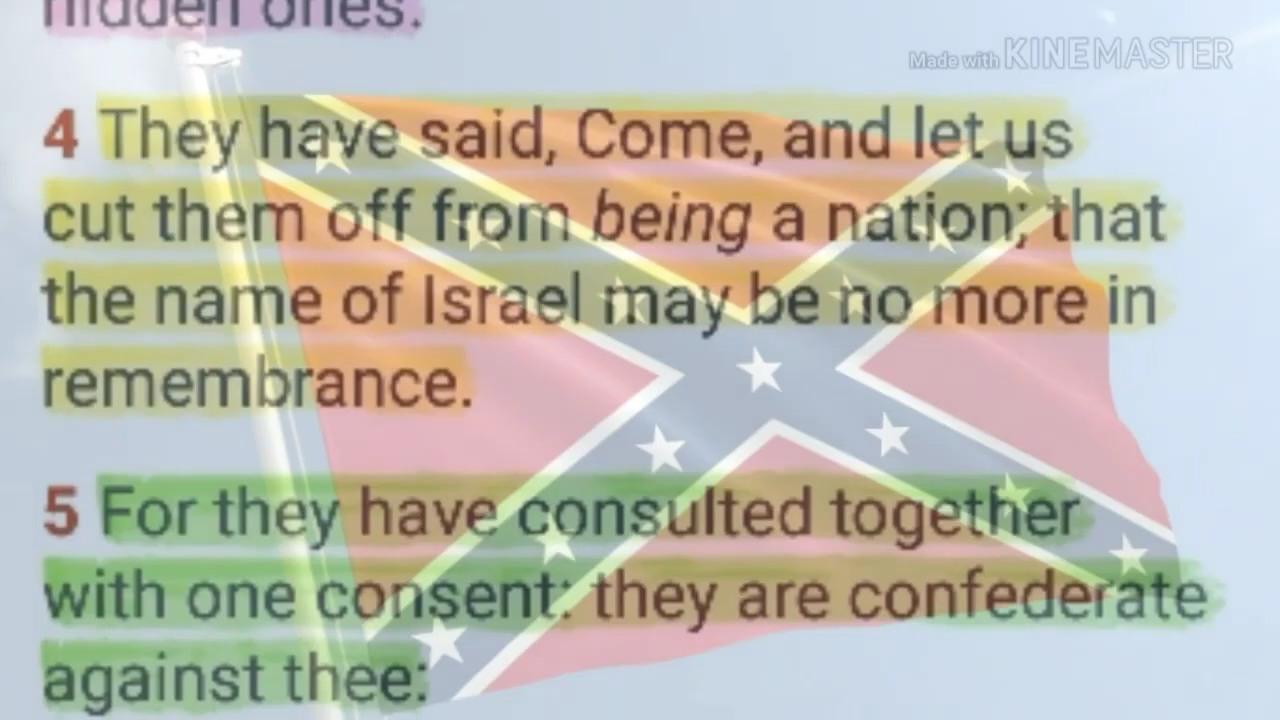 hidden ones.
Made with KINEMASTER
4 They have said, Come, and let us
cut them off from being a nation; that
the name of Israel may be no more in
remembrance.
5 For they have consulted together
with one consent: they are confederate
against thee: